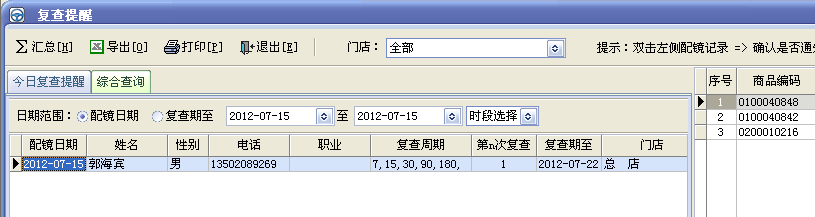 复查提醒
∑汇总[H] 导出[O] 打印[P] 退出[E] 门店： 全部 提示：双击左侧配镜记录 => 确认是否通
今日复查提醒 综合查询
日期范围： 配镜日期 复查期至 2012-07-15 至 2012-07-15 时段选择
配镜日期 姓名 性别 电话 职业 复查周期 第n次复查 复查期至 门店
2012-07-15 郭海宾 男 13502089269 7,15,30,90,180, 1 2012-07-22 总 店
序号 商品编码
1 0100040848
2 0100040842
3 0200010216